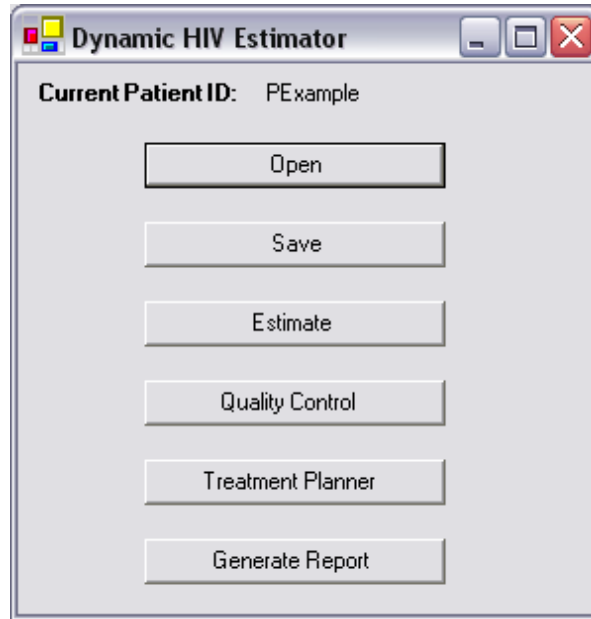 Dynamic HIV Estimator
Current Patient ID: PExample
Open
Save
Estimate
Quality Control
Treatment Planner
Generate Report